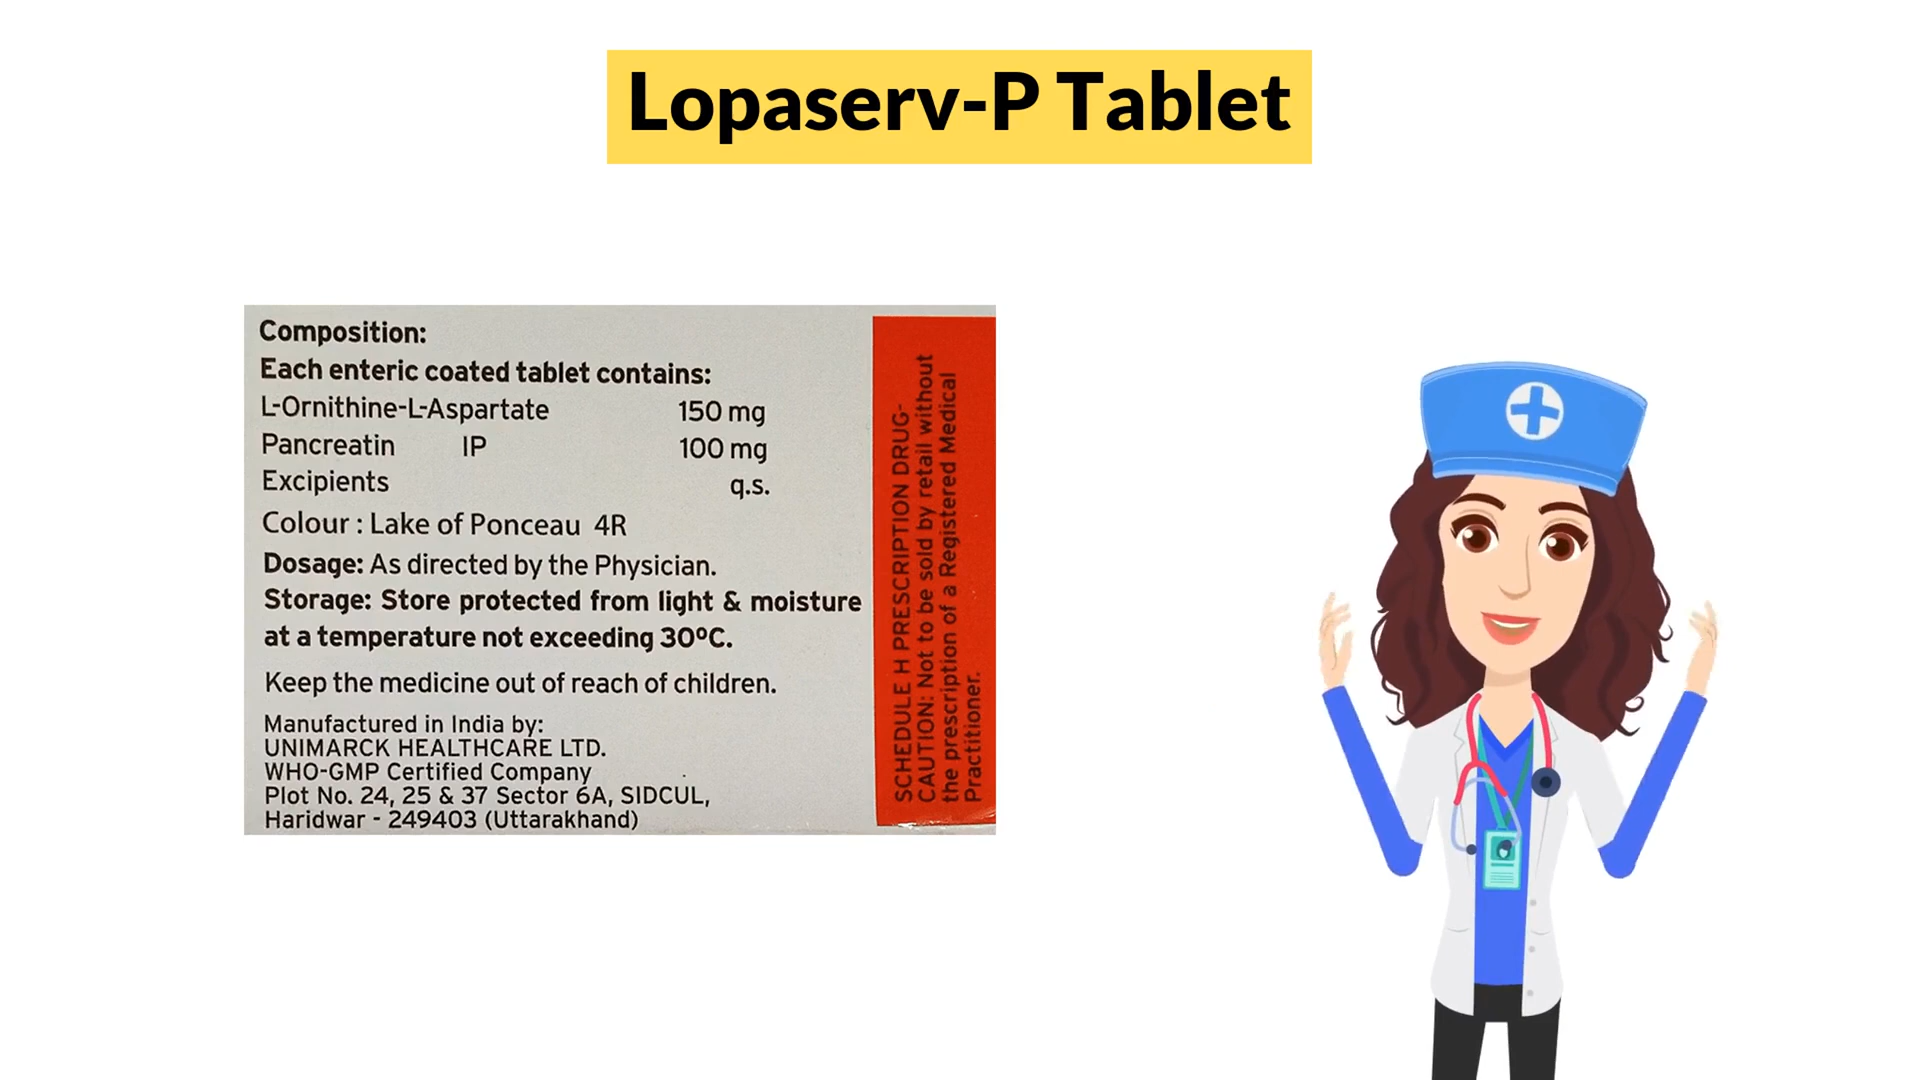 Lopaserv-P Tablet
Composition:
Each enteric coated tablet contains:
L-Ornithine-L-Aspartate 150 mg
Pancreatin IP 100 mg
Excipients q.s.
Colour : Lake of Ponceau 4R
Dosage: As directed by the Physician.
Storage: Store protected from light & moisture
at a temperature not exceeding 30ºC.
Keep the medicine out of reach of children.
Manufactured in India by:
UNIMARCK HEALTHCARE LTD.
WHO-GMP Certified Company
Plot No. 24, 25 & 37 Sector 6A, SIDCUL,
Haridwar - 249403 (Uttarakhand)
SCHEDULE H PRESCRIPTION DRUG-
CAUTION: Not to be sold by retail without
the prescription of a Registered Medical
Practitioner.